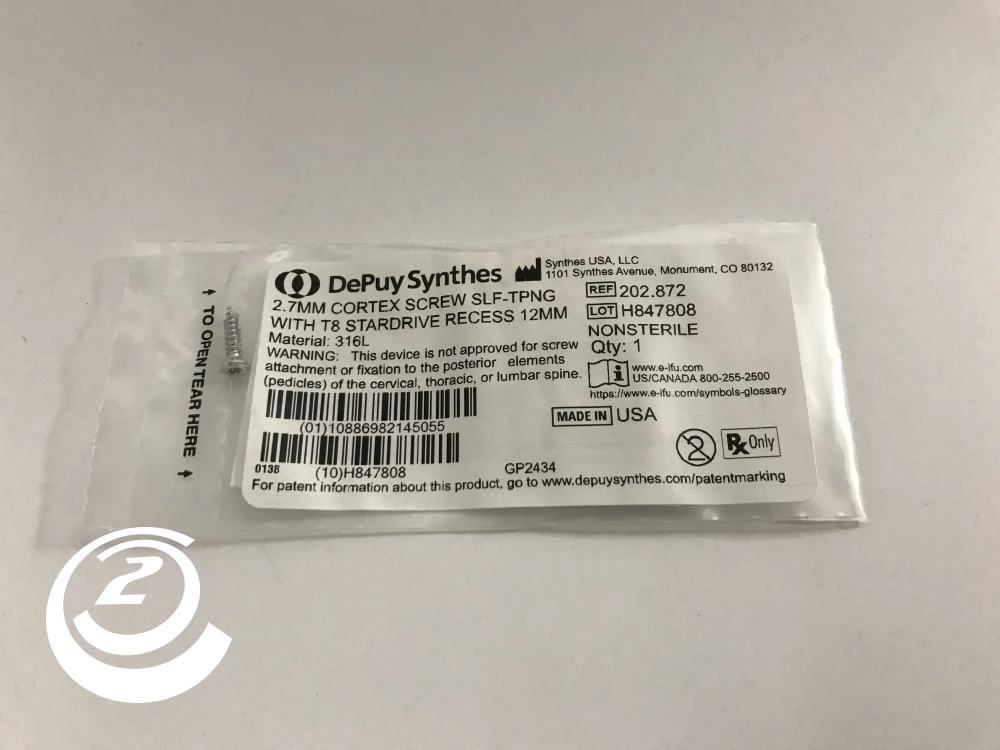 DePuy Synthes
Synthes USA, LLC
1101 Synthes Avenue, Monument, CO 80132
2.7MM CORTEX SCREW SLF-TPNG
WITH T8 STARDRIVE RECESS 12MM
Material: 316L
WARNING: This device is not approved for screw
attachment or fixation to the posterior elements
(pedicles) of the cervical, thoracic, or lumbar spine.
REF 202.872
LOT H847808
NONSTERILE
Qty: 1
www.e-ifu.com
US/CANADA 800-255-2500
https://www.e-ifu.com/symbols-glossary
MADE IN USA
(01)10886982145055
2
Rx Only
0138
(10)H847808
GP2434
For patent information about this product, go to www.depuysynthes.com/patentmarking
TO OPEN TEAR HERE
2